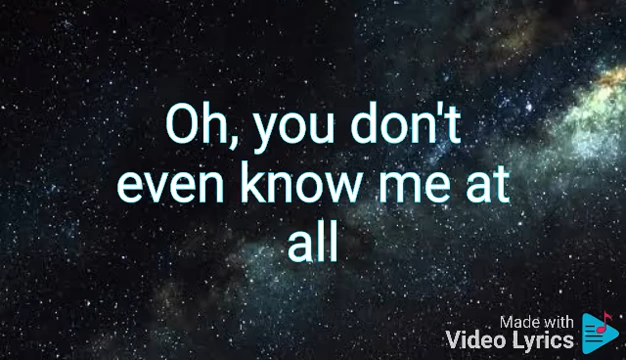 Oh, you don't
even know me at
all
Made with
Video Lyrics